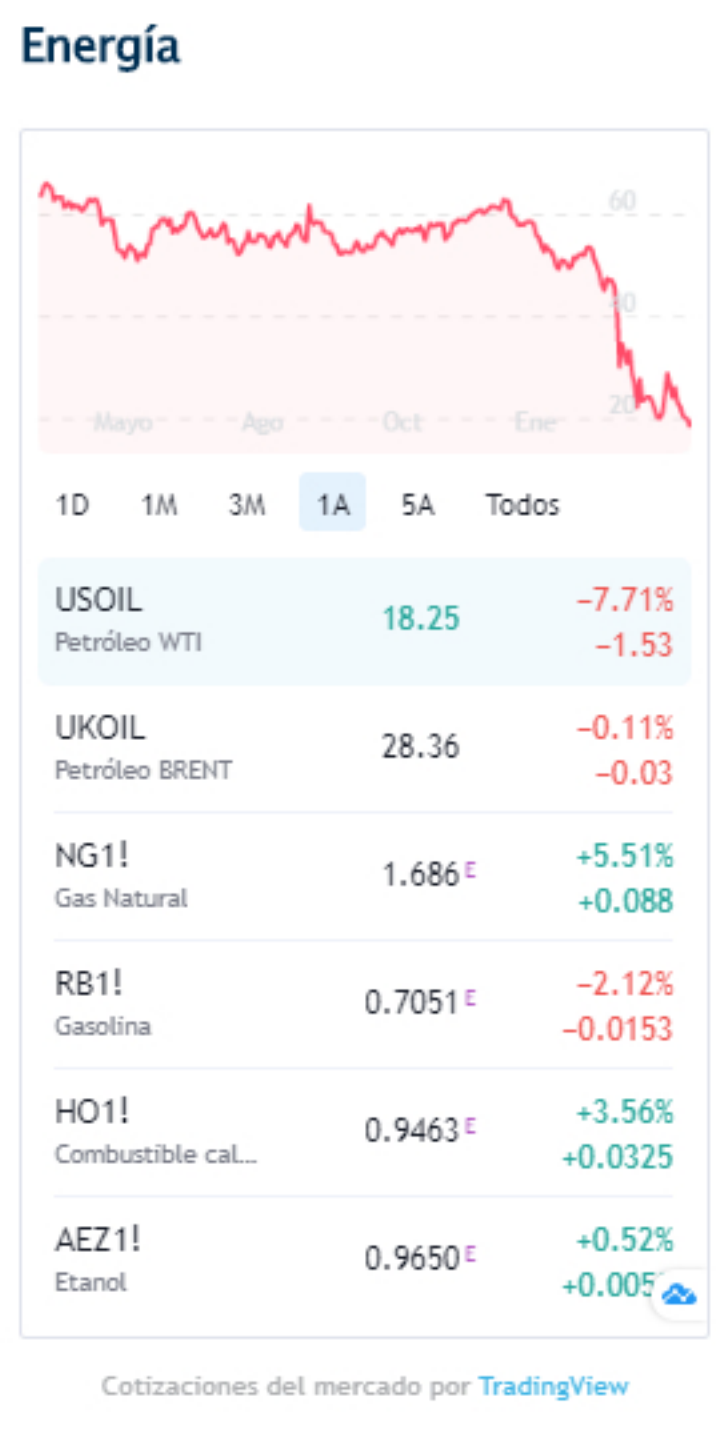 Energía
60
40
20
Mayo Ago Oct Ene
1D 1M 3M 1A 5A Todos
USOIL 18.25 −7.71%
Petróleo WTI −1.53
UKOIL 28.36 −0.11%
Petróleo BRENT −0.03
NG1! 1.686 E +5.51%
Gas Natural +0.088
RB1! 0.7051 E −2.12%
Gasolina −0.0153
HO1! 0.9463 E +3.56%
Combustible cal... +0.0325
AEZ1! 0.9650 E +0.52%
Etanol +0.005
Cotizaciones del mercado por TradingView